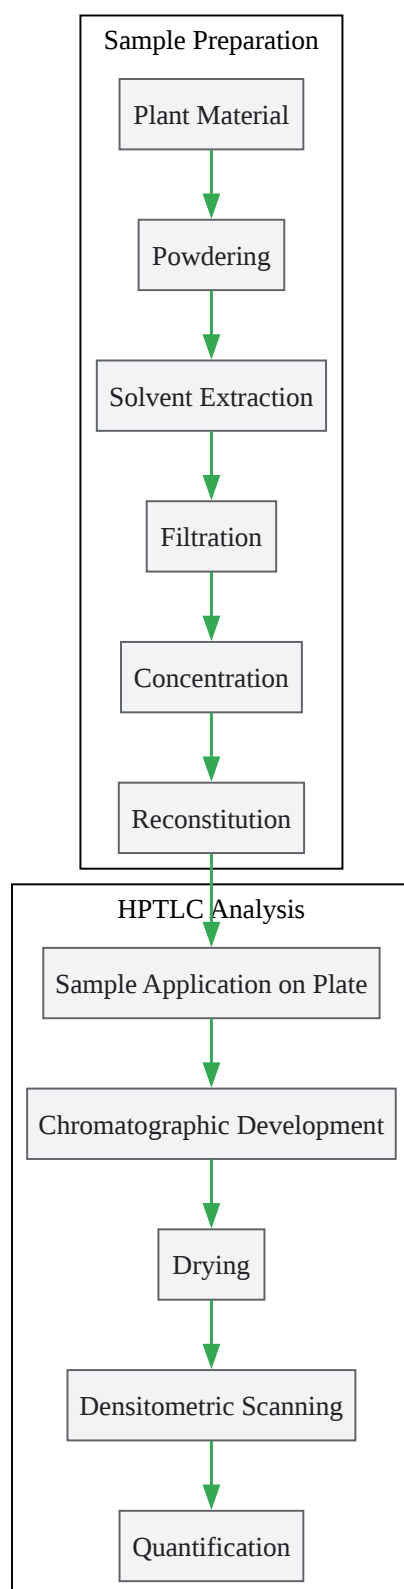 Sample Preparation
Plant Material
Powdering
Solvent Extraction
Filtration
Concentration
Reconstitution
HPTLC Analysis
Sample Application on Plate
Chromatographic Development
Drying
Densitometric Scanning
Quantification